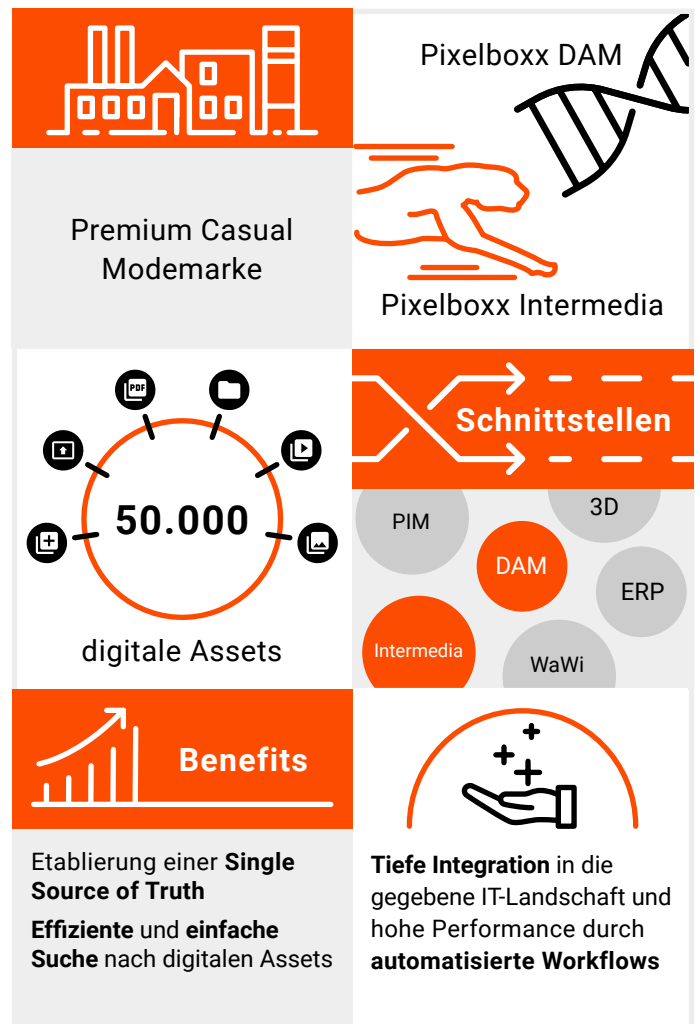 Pixelboxx DAM
Premium Casual
Modemarke
Pixelboxx Intermedia
PDF
50.000
digitale Assets
Schnittstellen
PIM
3D
DAM
ERP
Intermedia
WaWi
Benefits
Etablierung einer Single
Source of Truth
Effiziente und einfache
Suche nach digitalen Assets
Tiefe Integration in die
gegebene IT-Landschaft und
hohe Performance durch
automatisierte Workflows